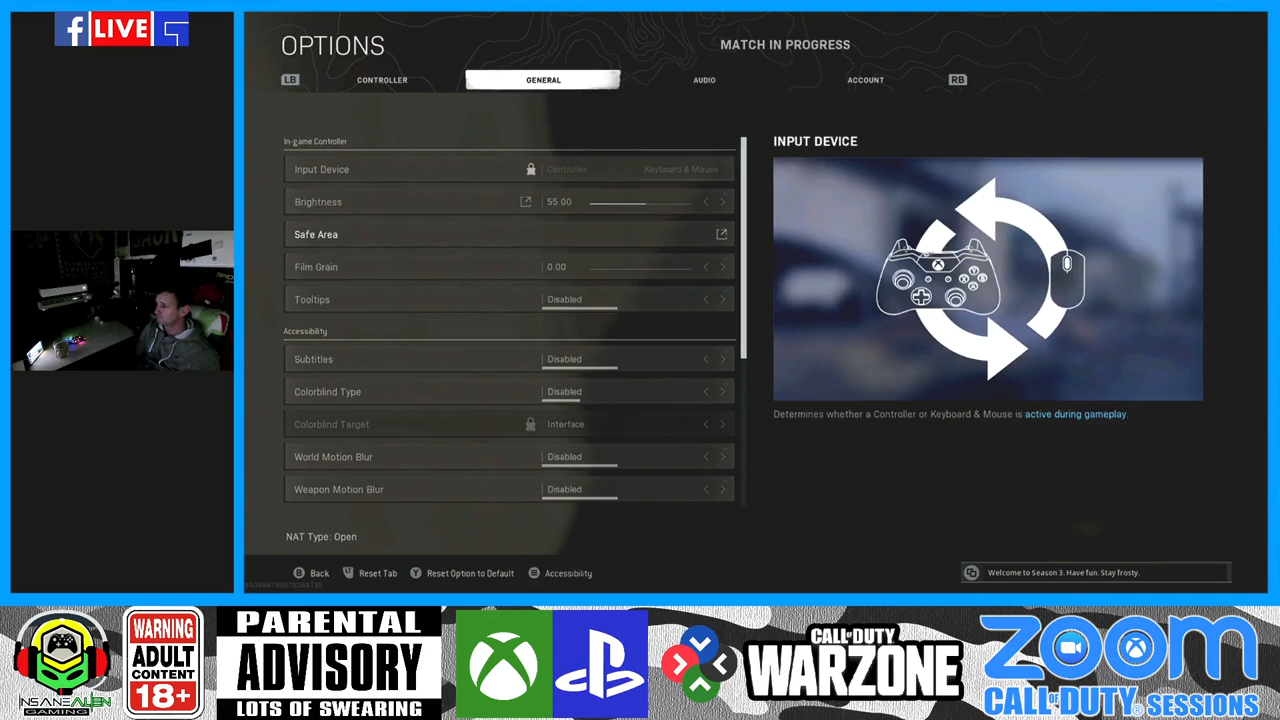 f LIVE
OPTIONS
MATCH IN PROGRESS
LB CONTROLLER GENERAL AUDIO ACCOUNT RB
In-game Controller
Input Device Controller Keyboard & Mouse
Brightness 55.00
Safe Area
Film Grain 0.00
Tooltips Disabled
Accessibility
Subtitles Disabled
Colorblind Type Disabled
Colorblind Target Interface
World Motion Blur Disabled
Weapon Motion Blur Disabled
INPUT DEVICE
Determines whether a Controller or Keyboard & Mouse is active during gameplay.
NAT Type: Open
B Back Reset Tab Y Reset Option to Default Accessibility
Welcome to Season 3. Have fun. Stay frosty.
INSANEALIEN
GAMING
WARNING
ADULT
CONTENT
18+
PARENTAL
ADVISORY
LOTS OF SWEARING
CALL OF DUTY
WARZONE
ZOOM
CALL OF DUTY® SESSIONS